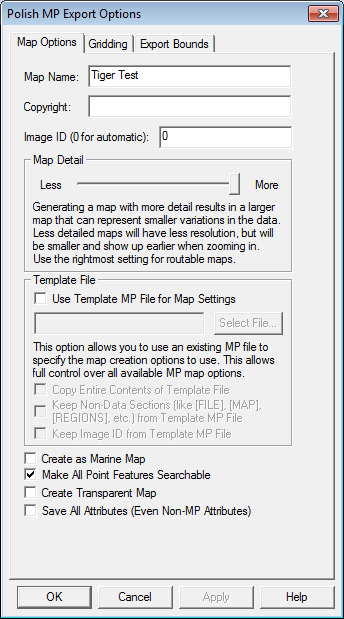 Polish MP Export Options
Map Options Gridding Export Bounds
Map Name: Tiger Test
Copyright:
Image ID (0 for automatic): 0
Map Detail
Less More
Generating a map with more detail results in a larger
map that can represent smaller variations in the data.
Less detailed maps will have less resolution, but will
be smaller and show up earlier when zooming in.
Use the rightmost setting for routable maps.
Template File
Use Template MP File for Map Settings
Select File...
This option allows you to use an existing MP file to
specify the map creation options to use. This allows
full control over all available MP map options.
Copy Entire Contents of Template File
Keep Non-Data Sections (like [FILE], [MAP],
[REGIONS], etc.) from Template MP File
Keep Image ID from Template MP File
Create as Marine Map
Make All Point Features Searchable
Create Transparent Map
Save All Attributes (Even Non-MP Attributes)
OK Cancel Apply Help